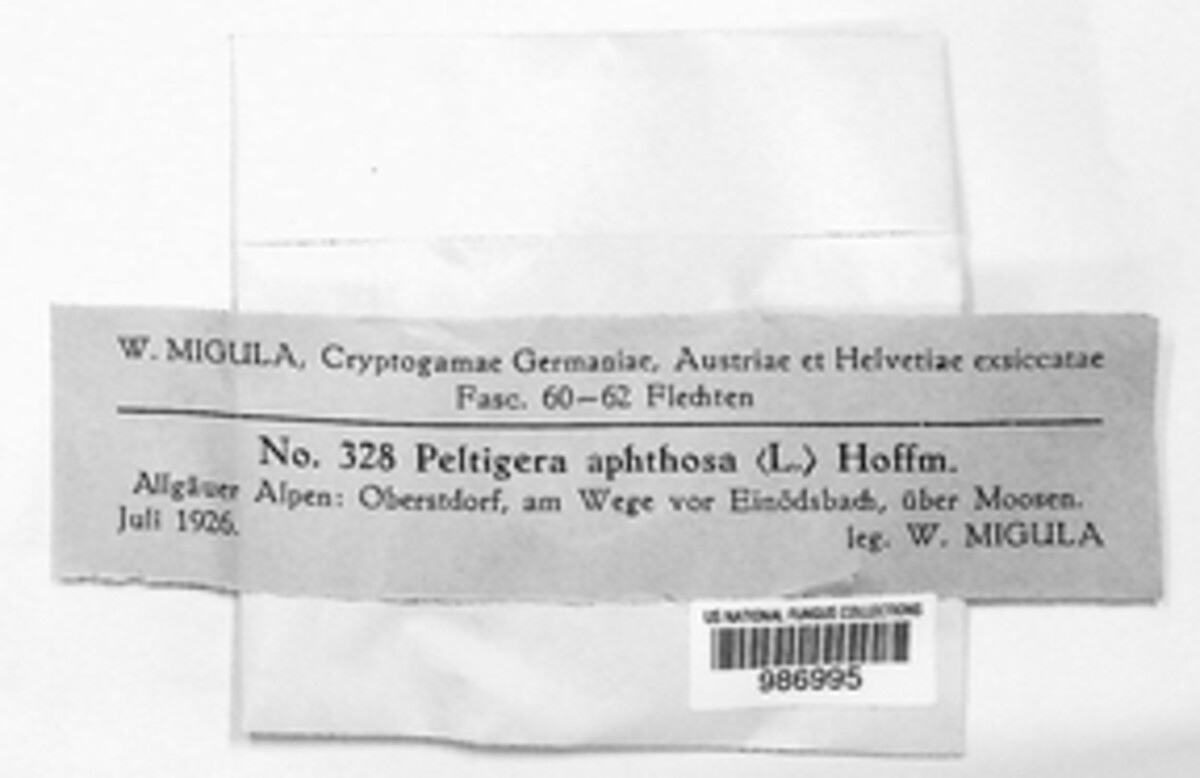 W. MIGULA, Cryptogamae Germaniae, Austriae et Helvetiae exsiccatae
Fasc. 60—62 Flechten
No. 328 Peltigera aphthosa (L.) Hoffm.
Allgäuer Alpen: Oberstdorf, am Wege vor Einödsbach, über Moosen.
Juli 1926.
leg. W. MIGULA
US NATIONAL FUNGUS COLLECTIONS
986995